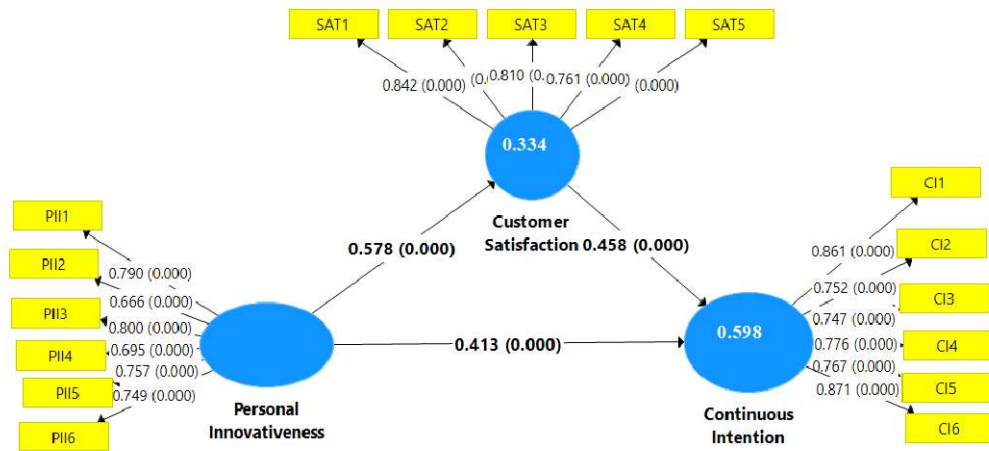 SAT1
SAT2
SAT3
SAT4
SAT5
0.842 (0.000)
0.810
0.761 (0.000)
(0.000)
0.334
Customer
Satisfaction
0.578 (0.000)
0.458 (0.000)
0.413 (0.000)
PII1
PII2
PII3
PII4
PII5
PII6
0.790 (0.000)
0.666 (0.000)
0.800 (0.000)
0.695 (0.000)
0.757 (0.000)
0.749 (0.000)
Personal
Innovativeness
0.598
Continuous
Intention
0.861 (0.000)
0.752 (0.000)
0.747 (0.000)
0.776 (0.000)
0.767 (0.000)
0.871 (0.000)
CI1
CI2
CI3
CI4
CI5
CI6